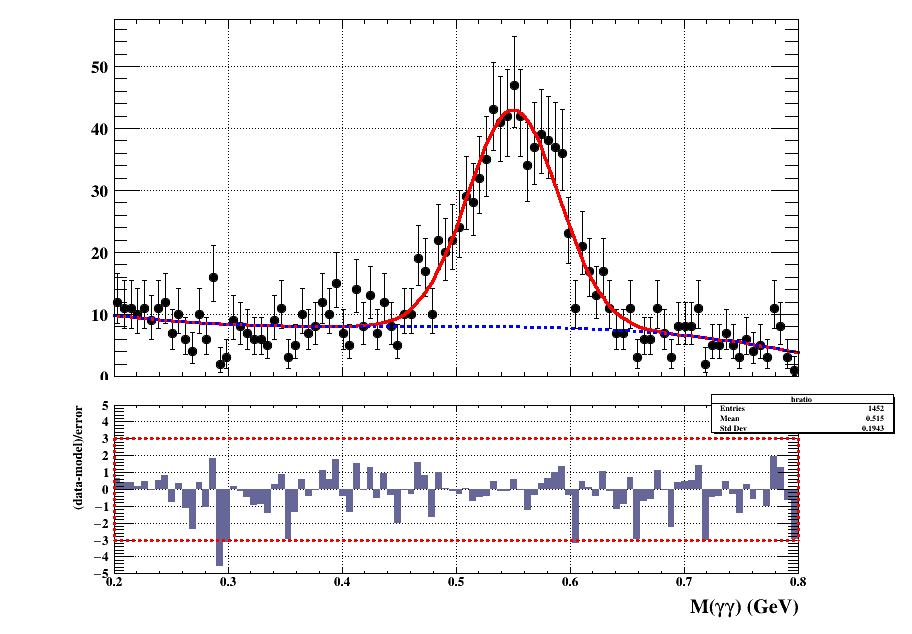 50
40
30
20
10
0
(data-model)/error
5
4
3
2
1
0
−1
−2
−3
−4
−5
hratio
Entries 1452
Mean 0.515
Std Dev 0.1943
0.2 0.3 0.4 0.5 0.6 0.7 0.8
M(γγ) (GeV)